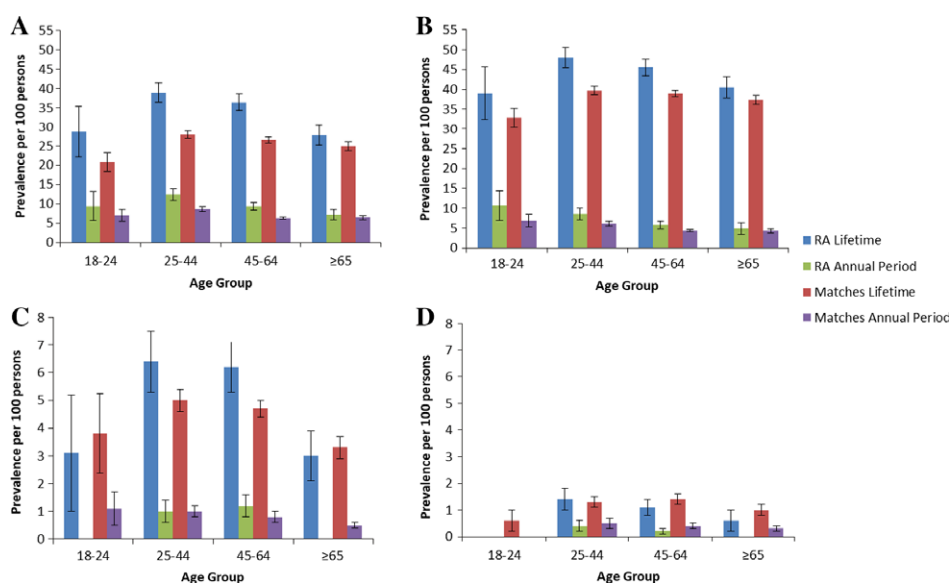 A
Prevalence per 100 persons
55
50
45
40
35
30
25
20
15
10
5
0
18-24 25-44 45-64 ≥65
Age Group
B
Prevalence per 100 persons
55
50
45
40
35
30
25
20
15
10
5
0
18-24 25-44 45-64 ≥65
Age Group
RA Lifetime
RA Annual Period
Matches Lifetime
Matches Annual Period
C
Prevalence per 100 persons
8
7
6
5
4
3
2
1
0
18-24 25-44 45-64 ≥65
Age Group
D
Prevalence per 100 persons
8
7
6
5
4
3
2
1
0
18-24 25-44 45-64 ≥65
Age Group